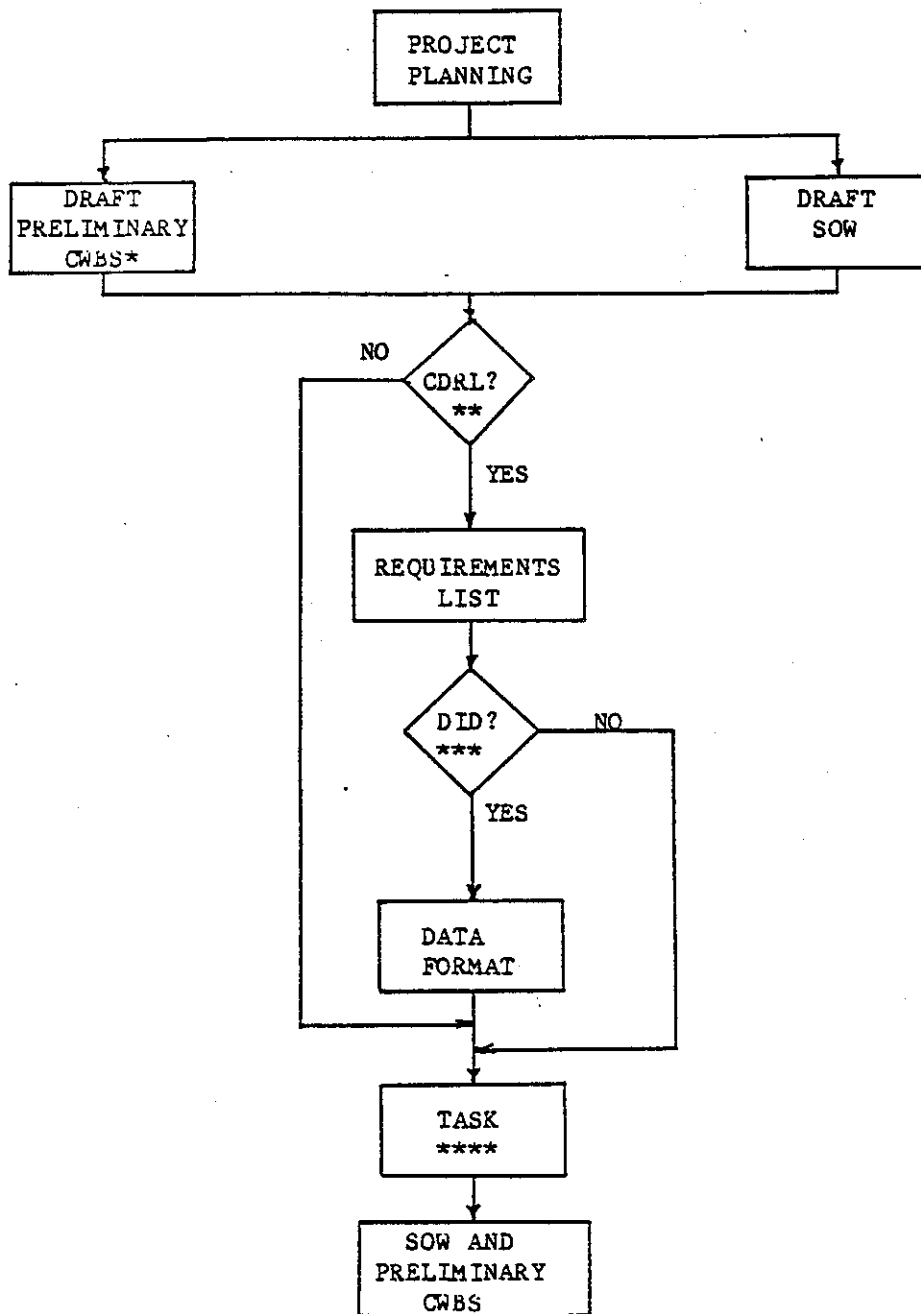 PROJECT
PLANNING
DRAFT
PRELIMINARY
CWBS*
DRAFT
SOW
NO
CDRL?
**
YES
REQUIREMENTS
LIST
DID?
***
NO
YES
DATA
FORMAT
TASK
****
SOW AND
PRELIMINARY
CWBS